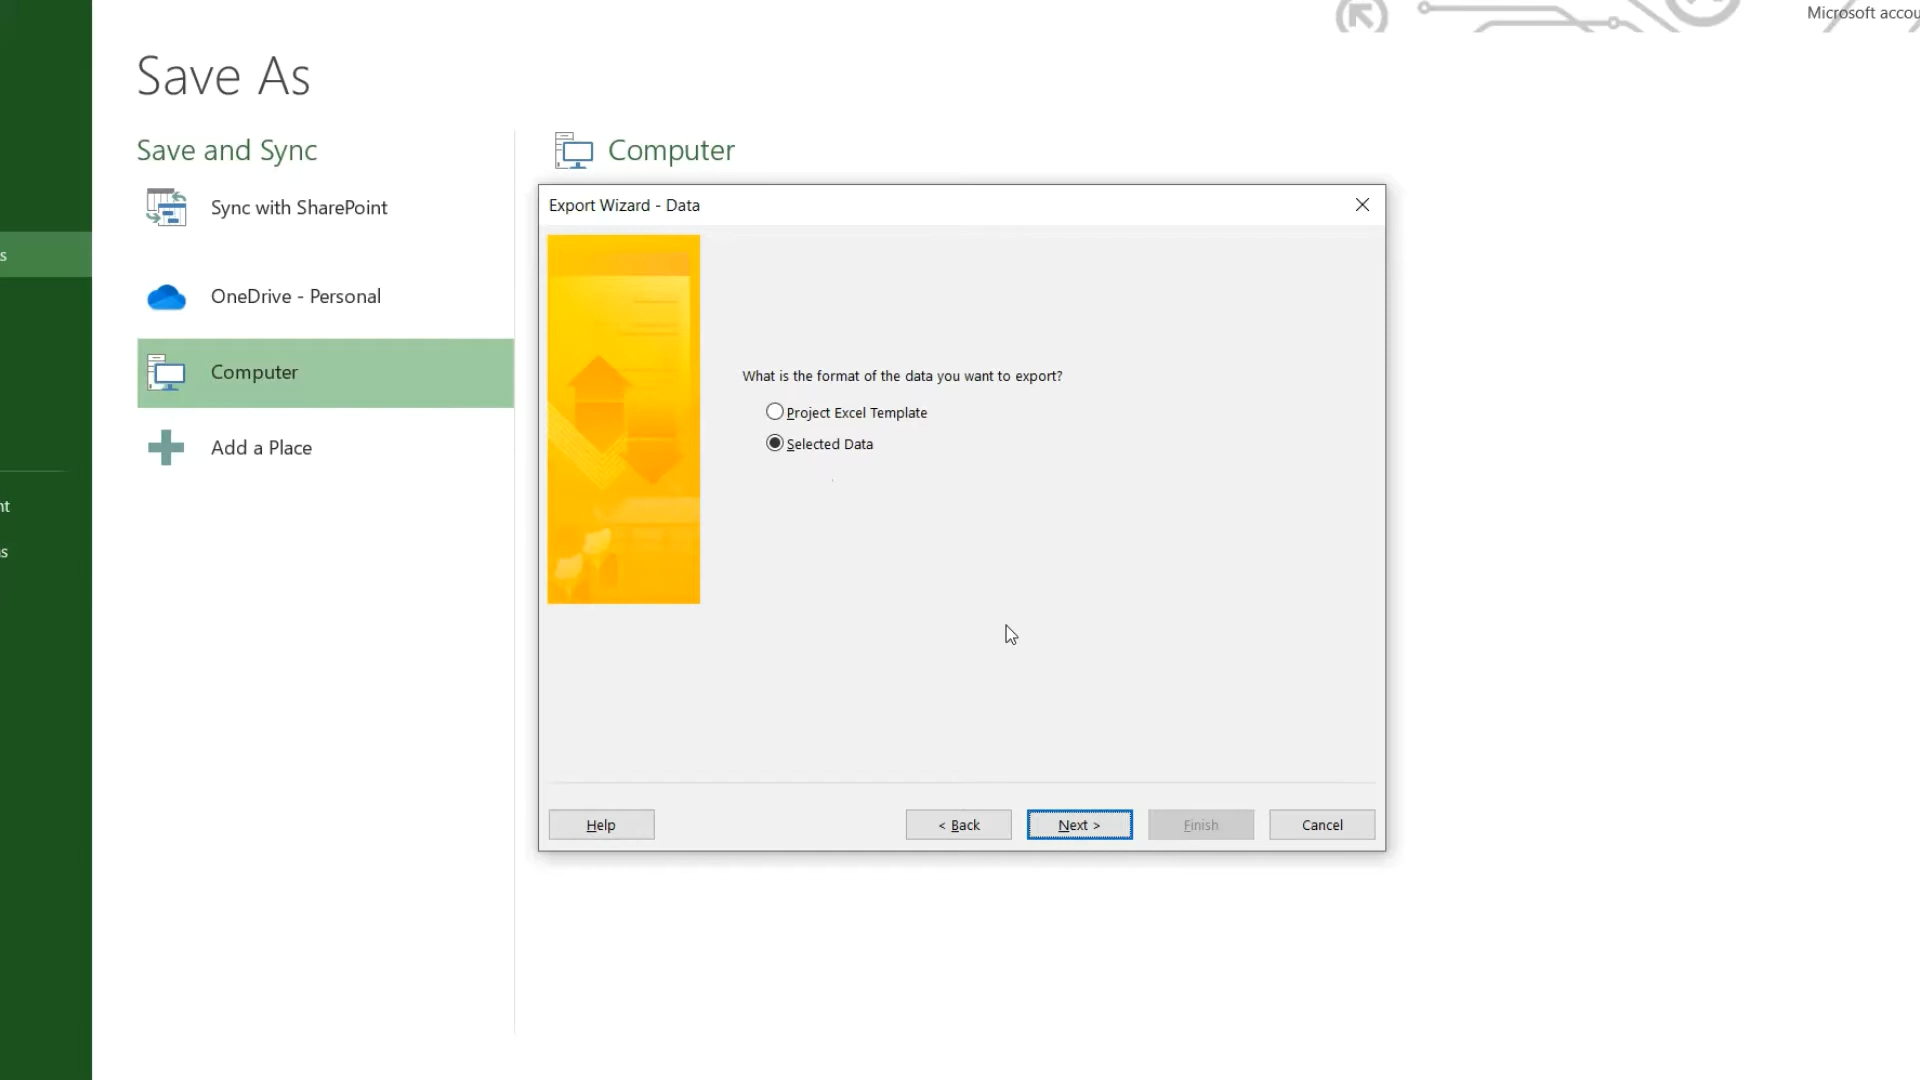 Microsoft accou
Save As
Save and Sync
Sync with SharePoint
OneDrive - Personal
Computer
Add a Place
s
nt
s
Computer
Export Wizard - Data
What is the format of the data you want to export?
Project Excel Template
Selected Data
Help
< Back
Next >
Finish
Cancel